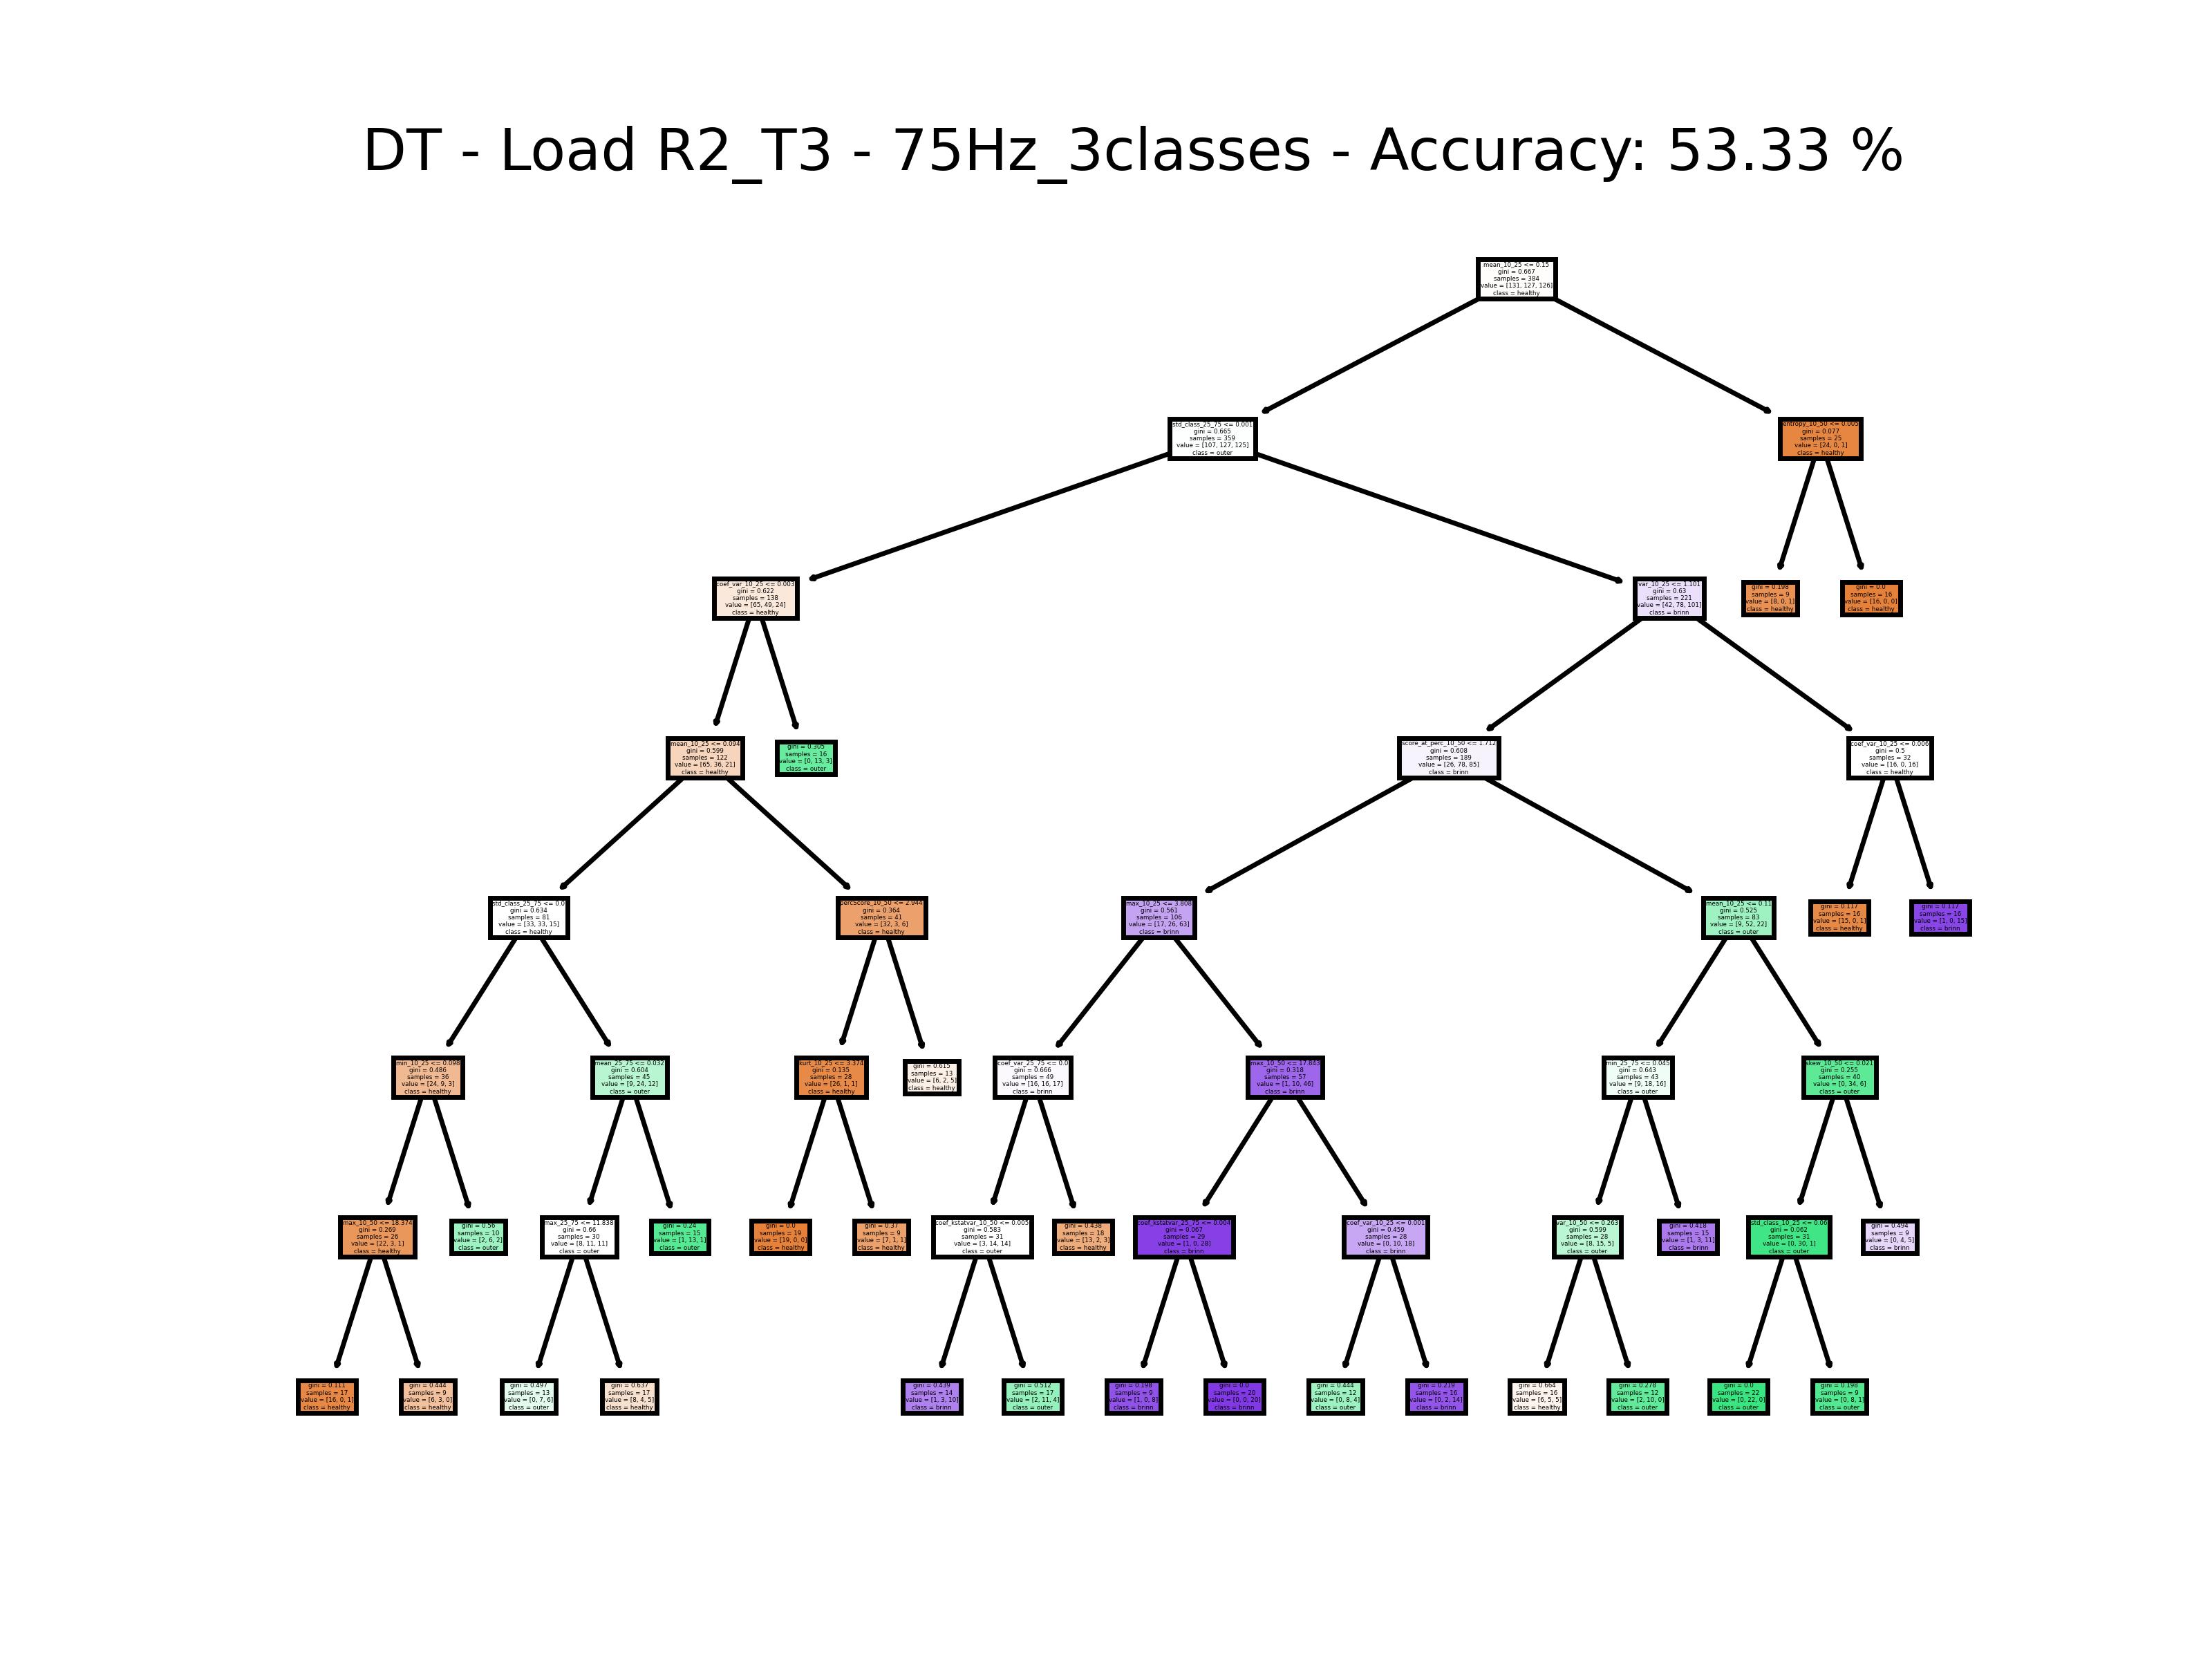 DT - Load R2_T3 - 75Hz_3classes - Accuracy: 53.33 %
mean_10_25 <= 0.15
gini = 0.667
samples = 384
value = [131, 127, 126]
class = healthy
std_class_25_75 <= 0.001
gini = 0.665
samples = 359
value = [107, 127, 125]
class = outer
entropy_10_50 <= 0.005
gini = 0.077
samples = 25
value = [24, 0, 1]
class = healthy
coef_var_10_25 <= 0.003
gini = 0.622
samples = 138
value = [65, 49, 24]
class = healthy
var_10_25 <= 1.101
gini = 0.63
samples = 221
value = [42, 78, 101]
class = brinn
gini = 0.198
samples = 9
value = [8, 0, 1]
class = healthy
gini = 0.0
samples = 16
value = [16, 0, 0]
class = healthy
mean_10_25 <= 0.094
gini = 0.599
samples = 122
value = [65, 36, 21]
class = healthy
gini = 0.305
samples = 16
value = [0, 13, 3]
class = outer
score_at_perc_10_50 <= 1.712
gini = 0.608
samples = 189
value = [26, 78, 85]
class = brinn
coef_var_10_25 <= 0.006
gini = 0.5
samples = 32
value = [16, 0, 16]
class = healthy
std_class_25_75 <= 0.0
gini = 0.634
samples = 81
value = [33, 33, 15]
class = healthy
percScore_10_50 <= 2.944
gini = 0.364
samples = 41
value = [32, 3, 6]
class = healthy
max_10_25 <= 3.808
gini = 0.561
samples = 106
value = [17, 26, 63]
class = brinn
mean_10_25 <= 0.11
gini = 0.525
samples = 83
value = [9, 52, 22]
class = outer
gini = 0.117
samples = 16
value = [15, 0, 1]
class = healthy
gini = 0.117
samples = 16
value = [1, 0, 15]
class = brinn
min_10_25 <= 0.098
gini = 0.486
samples = 36
value = [24, 9, 3]
class = healthy
mean_25_75 <= 0.032
gini = 0.604
samples = 45
value = [9, 24, 12]
class = outer
kurt_10_25 <= 3.374
gini = 0.135
samples = 28
value = [26, 1, 1]
class = healthy
gini = 0.615
samples = 13
value = [6, 2, 5]
class = healthy
coef_var_25_75 <= 0.0
gini = 0.666
samples = 49
value = [16, 16, 17]
class = brinn
max_10_50 <= 17.843
gini = 0.318
samples = 57
value = [1, 10, 46]
class = brinn
min_25_75 <= 0.045
gini = 0.643
samples = 43
value = [9, 18, 16]
class = outer
skew_10_50 <= 0.021
gini = 0.255
samples = 40
value = [0, 34, 6]
class = outer
max_10_50 <= 18.374
gini = 0.269
samples = 26
value = [22, 3, 1]
class = healthy
gini = 0.56
samples = 10
value = [2, 6, 2]
class = outer
max_25_75 <= 11.838
gini = 0.66
samples = 30
value = [8, 11, 11]
class = outer
gini = 0.24
samples = 15
value = [1, 13, 1]
class = outer
gini = 0.0
samples = 19
value = [19, 0, 0]
class = healthy
gini = 0.37
samples = 9
value = [7, 1, 1]
class = healthy
coef_kstatvar_10_50 <= 0.005
gini = 0.583
samples = 31
value = [3, 14, 14]
class = outer
gini = 0.438
samples = 18
value = [13, 2, 3]
class = healthy
coef_kstatvar_25_75 <= 0.004
gini = 0.067
samples = 29
value = [1, 0, 28]
class = brinn
coef_var_10_25 <= 0.001
gini = 0.459
samples = 28
value = [0, 10, 18]
class = brinn
var_10_50 <= 0.263
gini = 0.599
samples = 28
value = [8, 15, 5]
class = outer
gini = 0.418
samples = 15
value = [1, 3, 11]
class = brinn
std_class_10_25 <= 0.06
gini = 0.062
samples = 31
value = [0, 30, 1]
class = outer
gini = 0.494
samples = 9
value = [0, 4, 5]
class = brinn
gini = 0.111
samples = 17
value = [16, 0, 1]
class = healthy
gini = 0.444
samples = 9
value = [6, 3, 0]
class = healthy
gini = 0.497
samples = 13
value = [0, 7, 6]
class = outer
gini = 0.637
samples = 17
value = [8, 4, 5]
class = healthy
gini = 0.439
samples = 14
value = [1, 3, 10]
class = brinn
gini = 0.512
samples = 17
value = [2, 11, 4]
class = outer
gini = 0.198
samples = 9
value = [1, 0, 8]
class = brinn
gini = 0.0
samples = 20
value = [0, 0, 20]
class = brinn
gini = 0.444
samples = 12
value = [0, 8, 4]
class = outer
gini = 0.219
samples = 16
value = [0, 2, 14]
class = brinn
gini = 0.664
samples = 16
value = [6, 5, 5]
class = healthy
gini = 0.278
samples = 12
value = [2, 10, 0]
class = outer
gini = 0.0
samples = 22
value = [0, 22, 0]
class = outer
gini = 0.198
samples = 9
value = [0, 8, 1]
class = outer